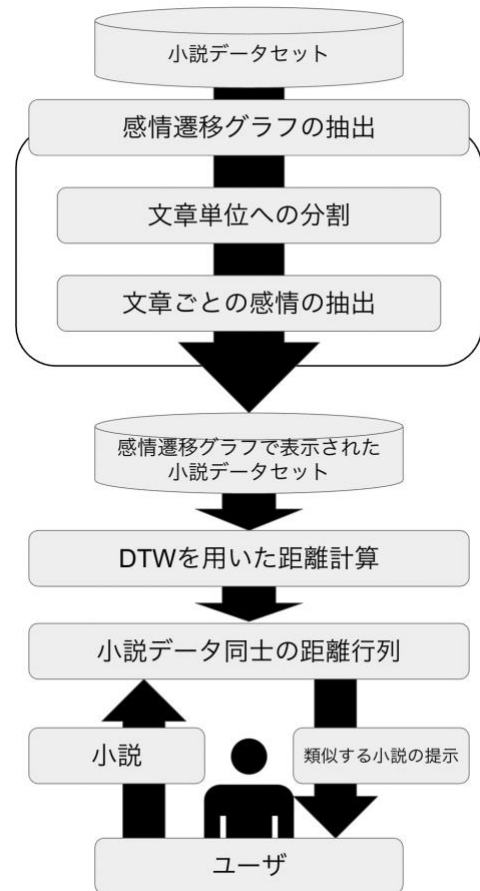 小説データセット
感情遷移グラフの抽出
文章単位への分割
文章ごとの感情の抽出
感情遷移グラフで表示された
小説データセット
DTWを用いた距離計算
小説データ同士の距離行列
小説
類似する小説の提示
ユーザ